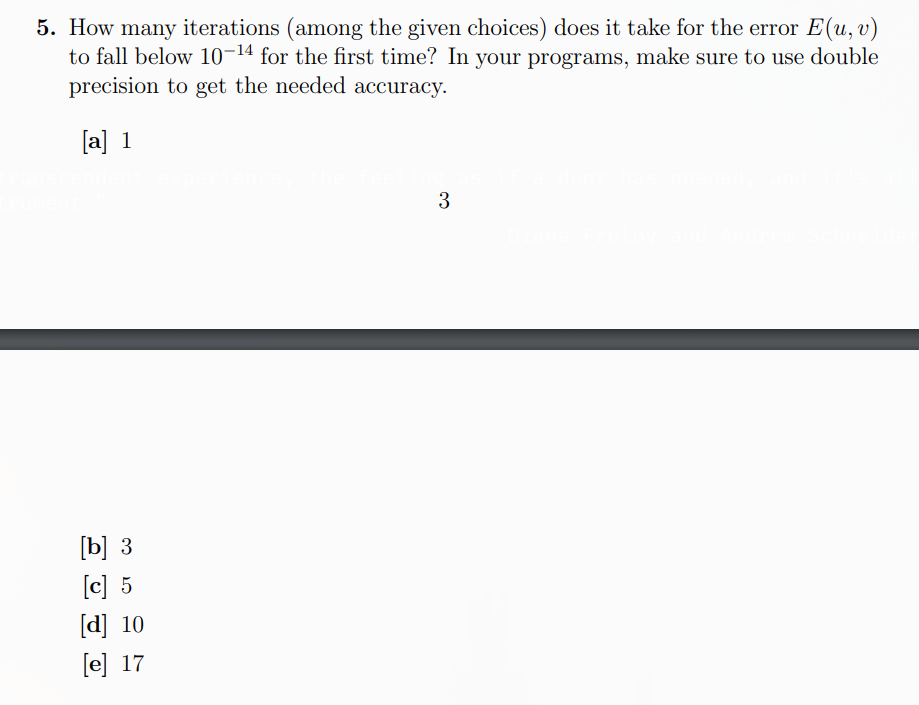 5. How many iterations (among the given choices) does it take for the error E(u, v)
to fall below 10⁻¹⁴ for the first time? In your programs, make sure to use double
precision to get the needed accuracy.
[a] 1
3
[b] 3
[c] 5
[d] 10
[e] 17